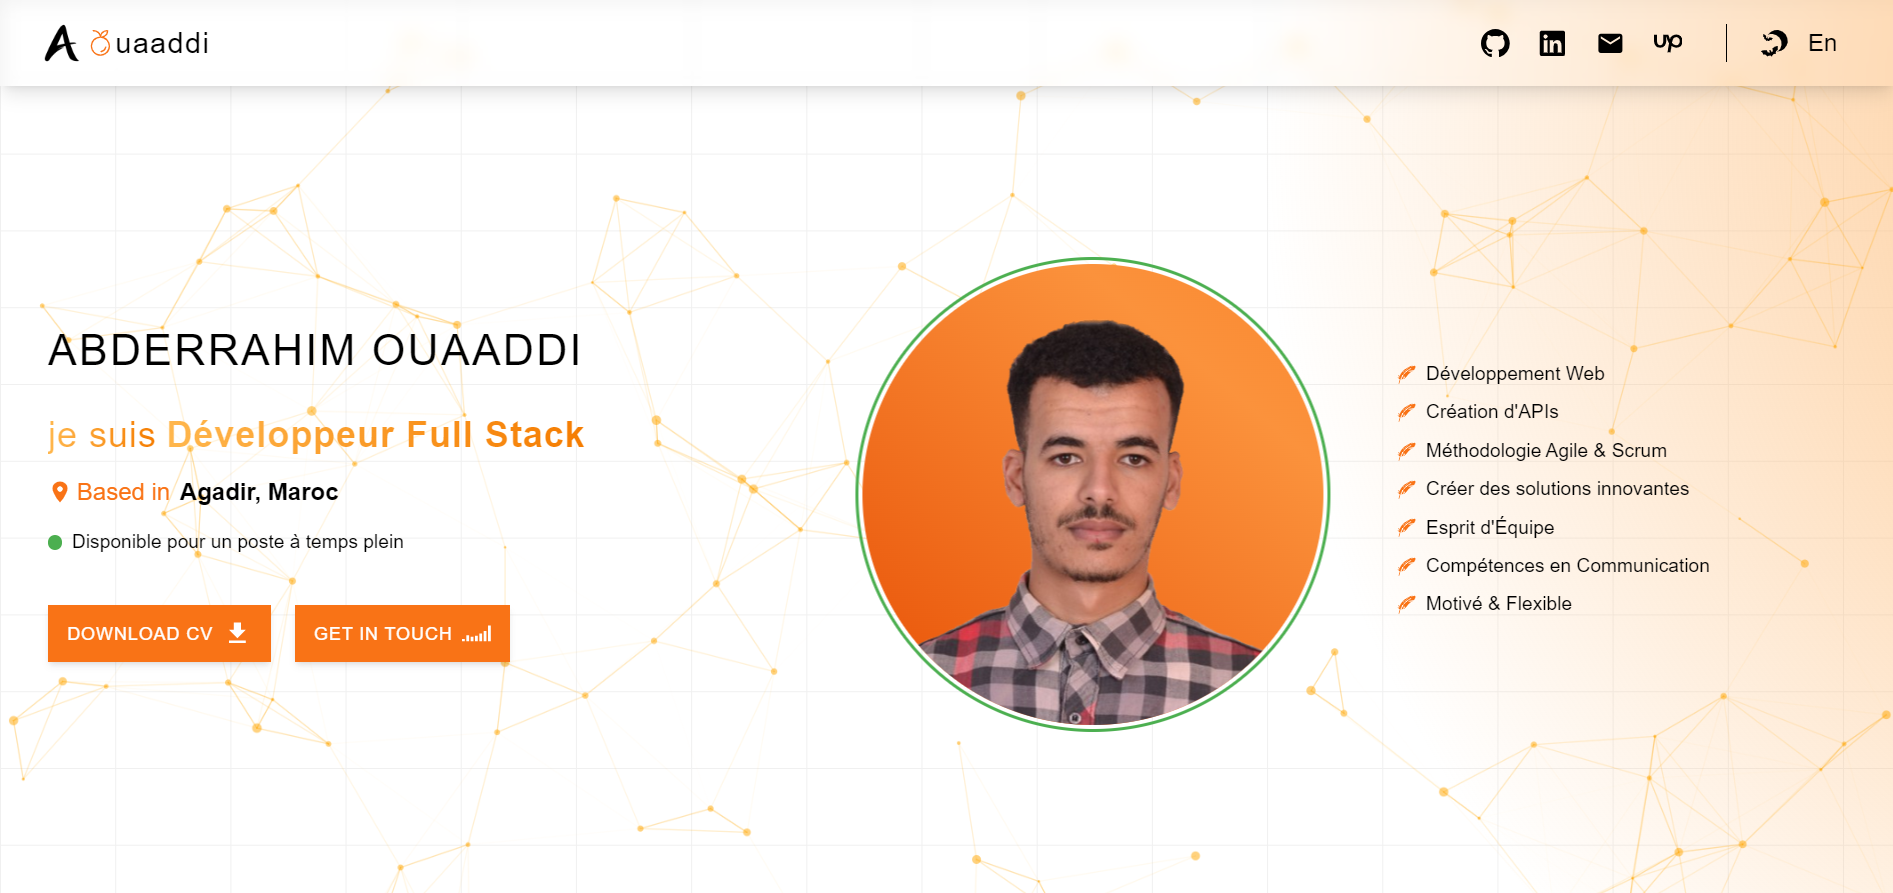 A uaaddi
in up En
ABDERRAHIM OUAADDI
je suis Développeur Full Stack
Based in Agadir, Maroc
Disponible pour un poste à temps plein
DOWNLOAD CV
GET IN TOUCH
Développement Web
Création d'APIs
Méthodologie Agile & Scrum
Créer des solutions innovantes
Esprit d'Équipe
Compétences en Communication
Motivé & Flexible